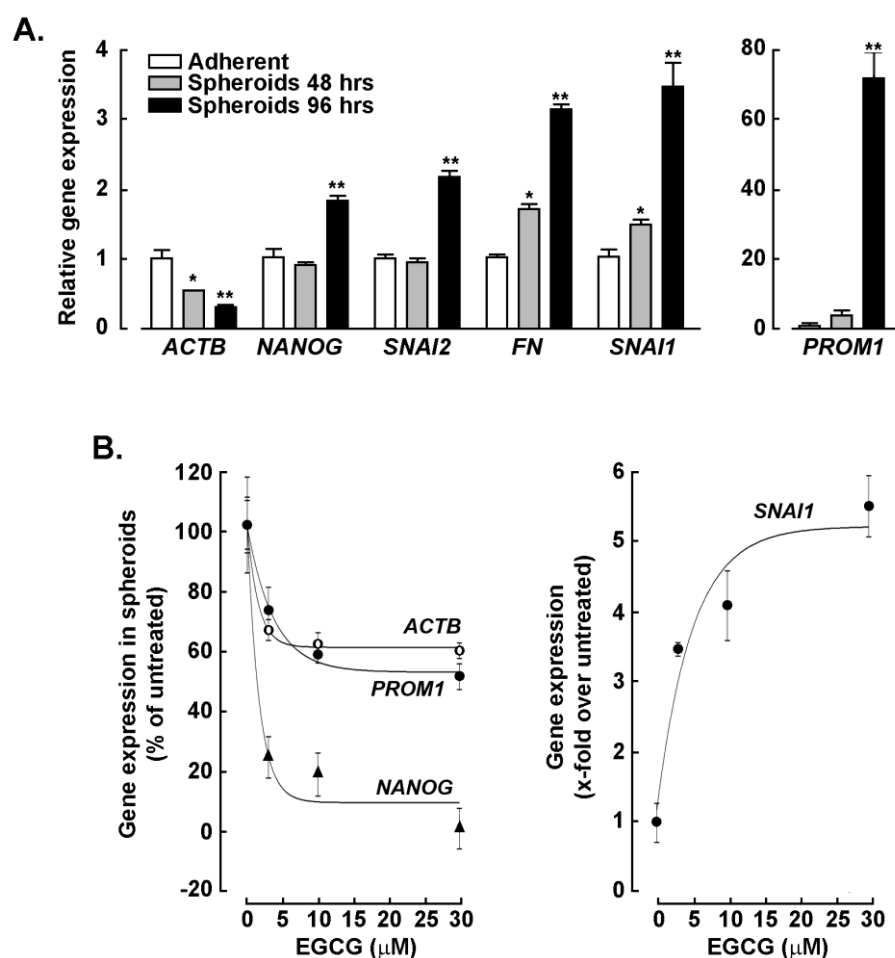 A.
Relative gene expression
4
3
2
1
0
Adherent
Spheroids 48 hrs
Spheroids 96 hrs
* ** ** ** * ** * **
ACTB NANOG SNAI2 FN SNAI1
80
60
40
20
0
**
PROM1
B.
Gene expression in spheroids
(% of untreated)
120
100
80
60
40
20
0
-20
ACTB
PROM1
NANOG
0 5 10 15 20 25 30
EGCG (μM)
Gene expression
(x-fold over untreated)
6
5
4
3
2
1
0
SNAI1
0 5 10 15 20 25 30
EGCG (μM)